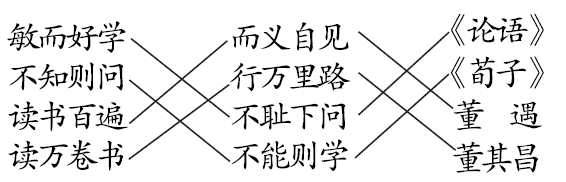 敏而好学 而义自见 《论语》
不知则问 行万里路 《荀子》
读书百遍 不耻下问 董 遇
读万卷书 不能则学 董其昌